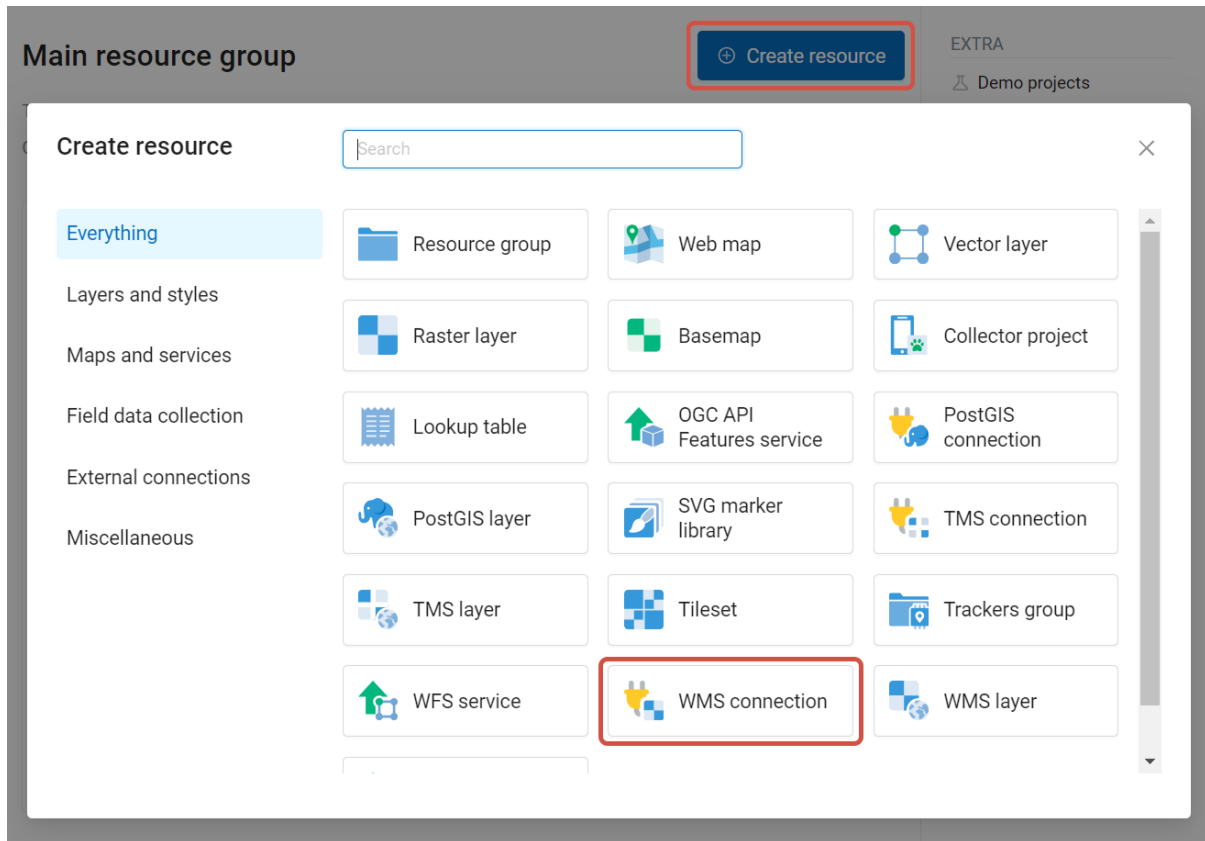 Main resource group
Create resource
EXTRA
Demo projects
Create resource
Search
Everything
Layers and styles
Maps and services
Field data collection
External connections
Miscellaneous
Resource group
Web map
Vector layer
Raster layer
Basemap
Collector project
Lookup table
OGC API
Features service
PostGIS
connection
PostGIS layer
SVG marker
library
TMS connection
TMS layer
Tileset
Trackers group
WFS service
WMS connection
WMS layer